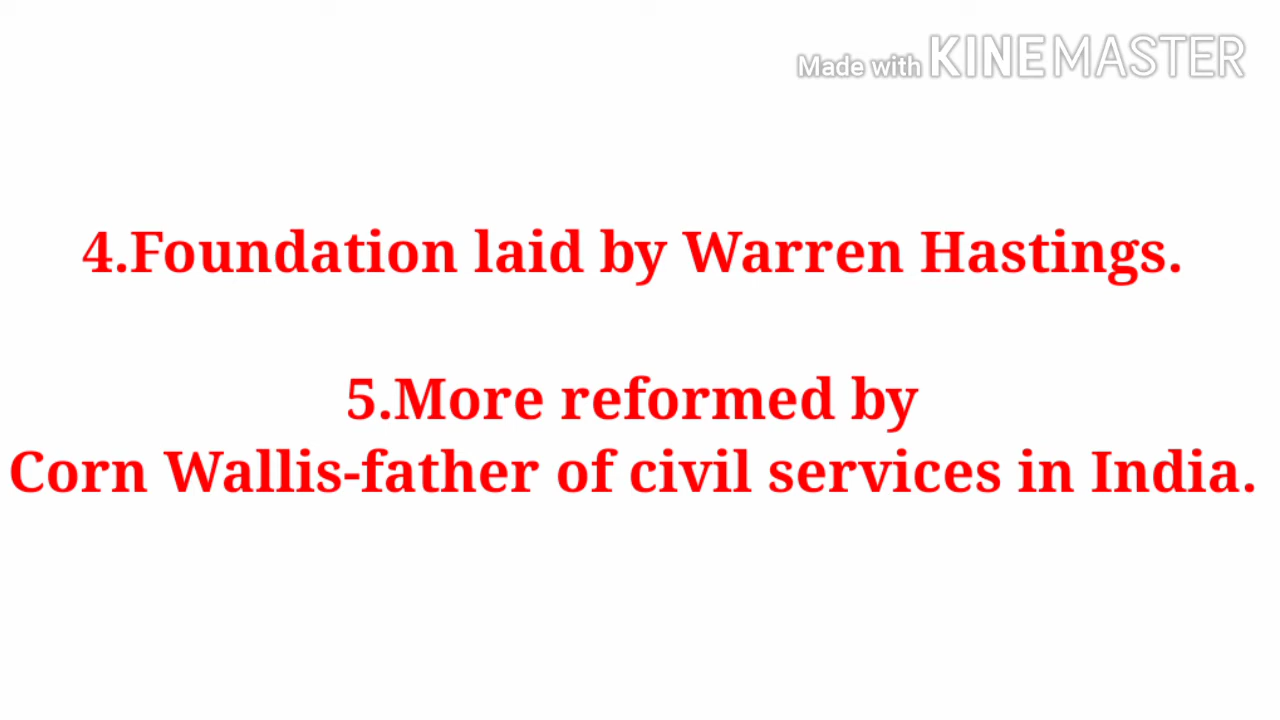 Made with KINEMASTER
4.Foundation laid by Warren Hastings.
5.More reformed by
Corn Wallis-father of civil services in India.